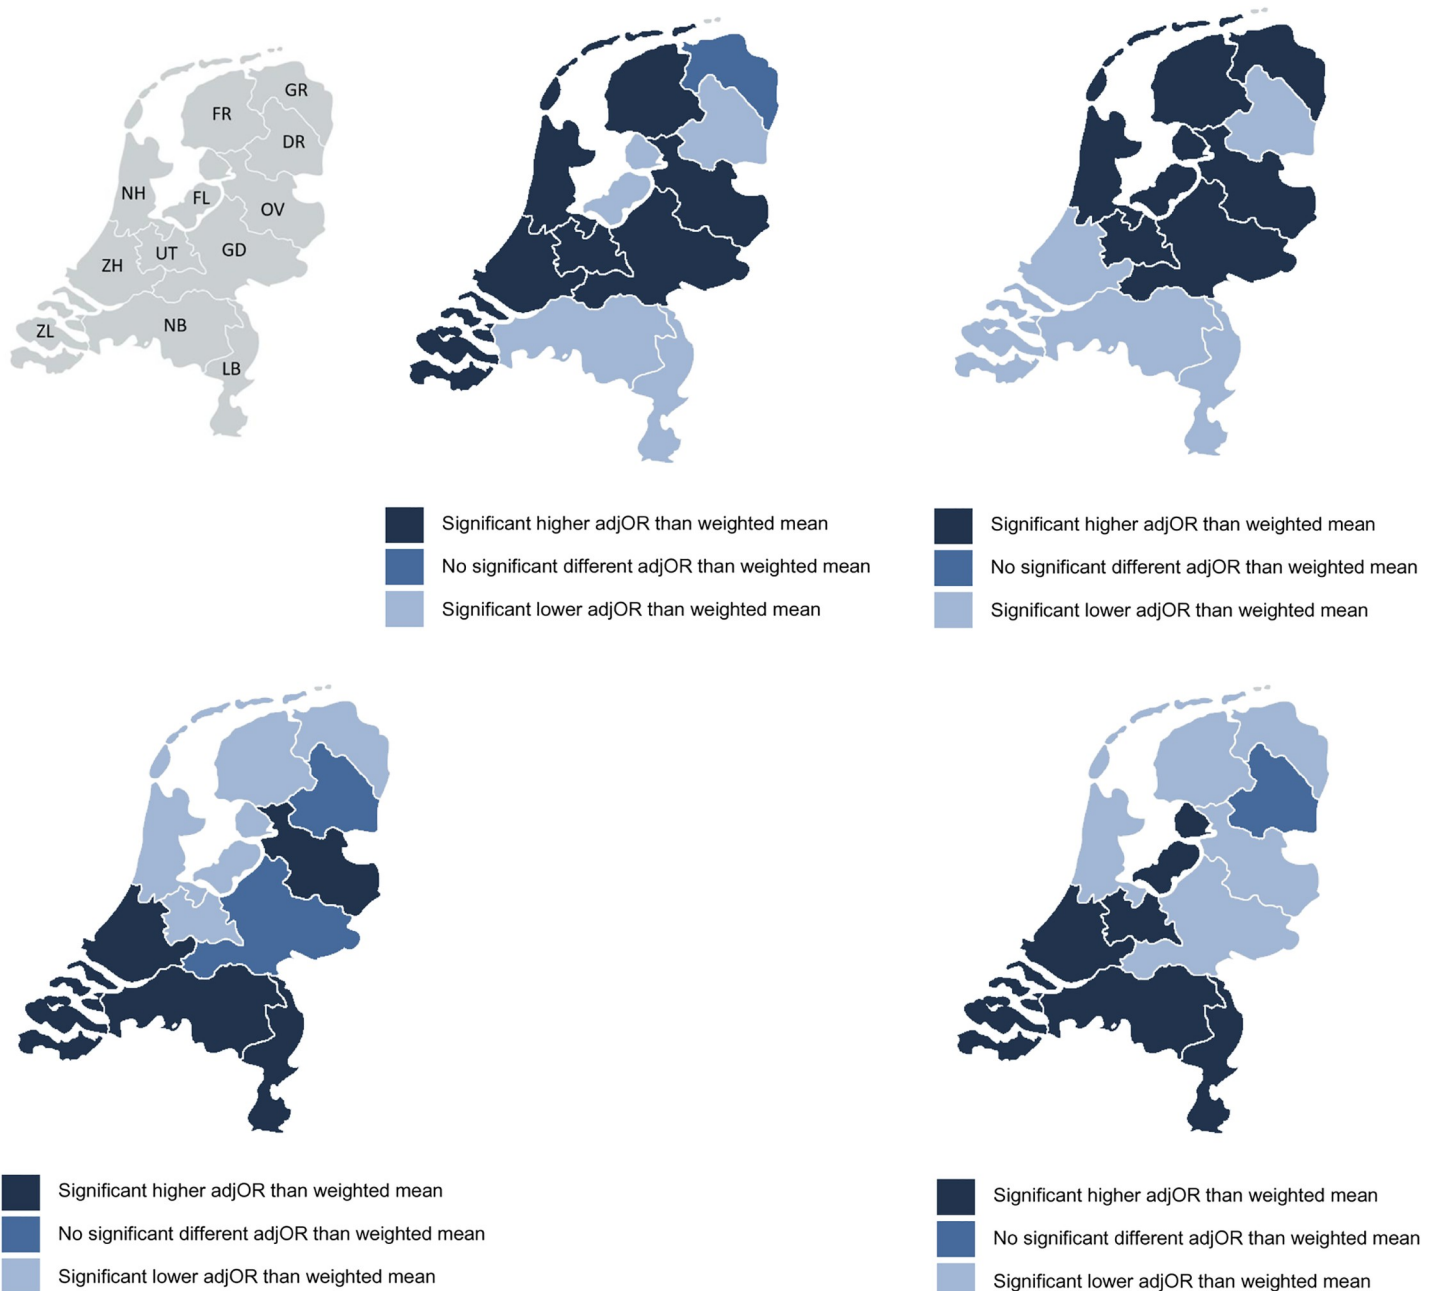 GR
FR
DR
NH
FL
OV
UT
GD
ZH
ZL
NB
LB
Significant higher adjOR than weighted mean
No significant different adjOR than weighted mean
Significant lower adjOR than weighted mean
Significant higher adjOR than weighted mean
No significant different adjOR than weighted mean
Significant lower adjOR than weighted mean
Significant higher adjOR than weighted mean
No significant different adjOR than weighted mean
Significant lower adjOR than weighted mean
Significant higher adjOR than weighted mean
No significant different adjOR than weighted mean
Significant lower adjOR than weighted mean